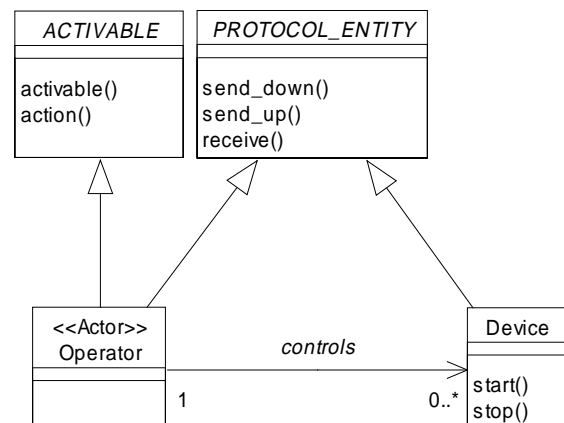 ACTIVABLE
activable()
action()
PROTOCOL_ENTITY
send_down()
send_up()
receive()
<<Actor>>
Operator
controls
1
0..*
Device
start()
stop()